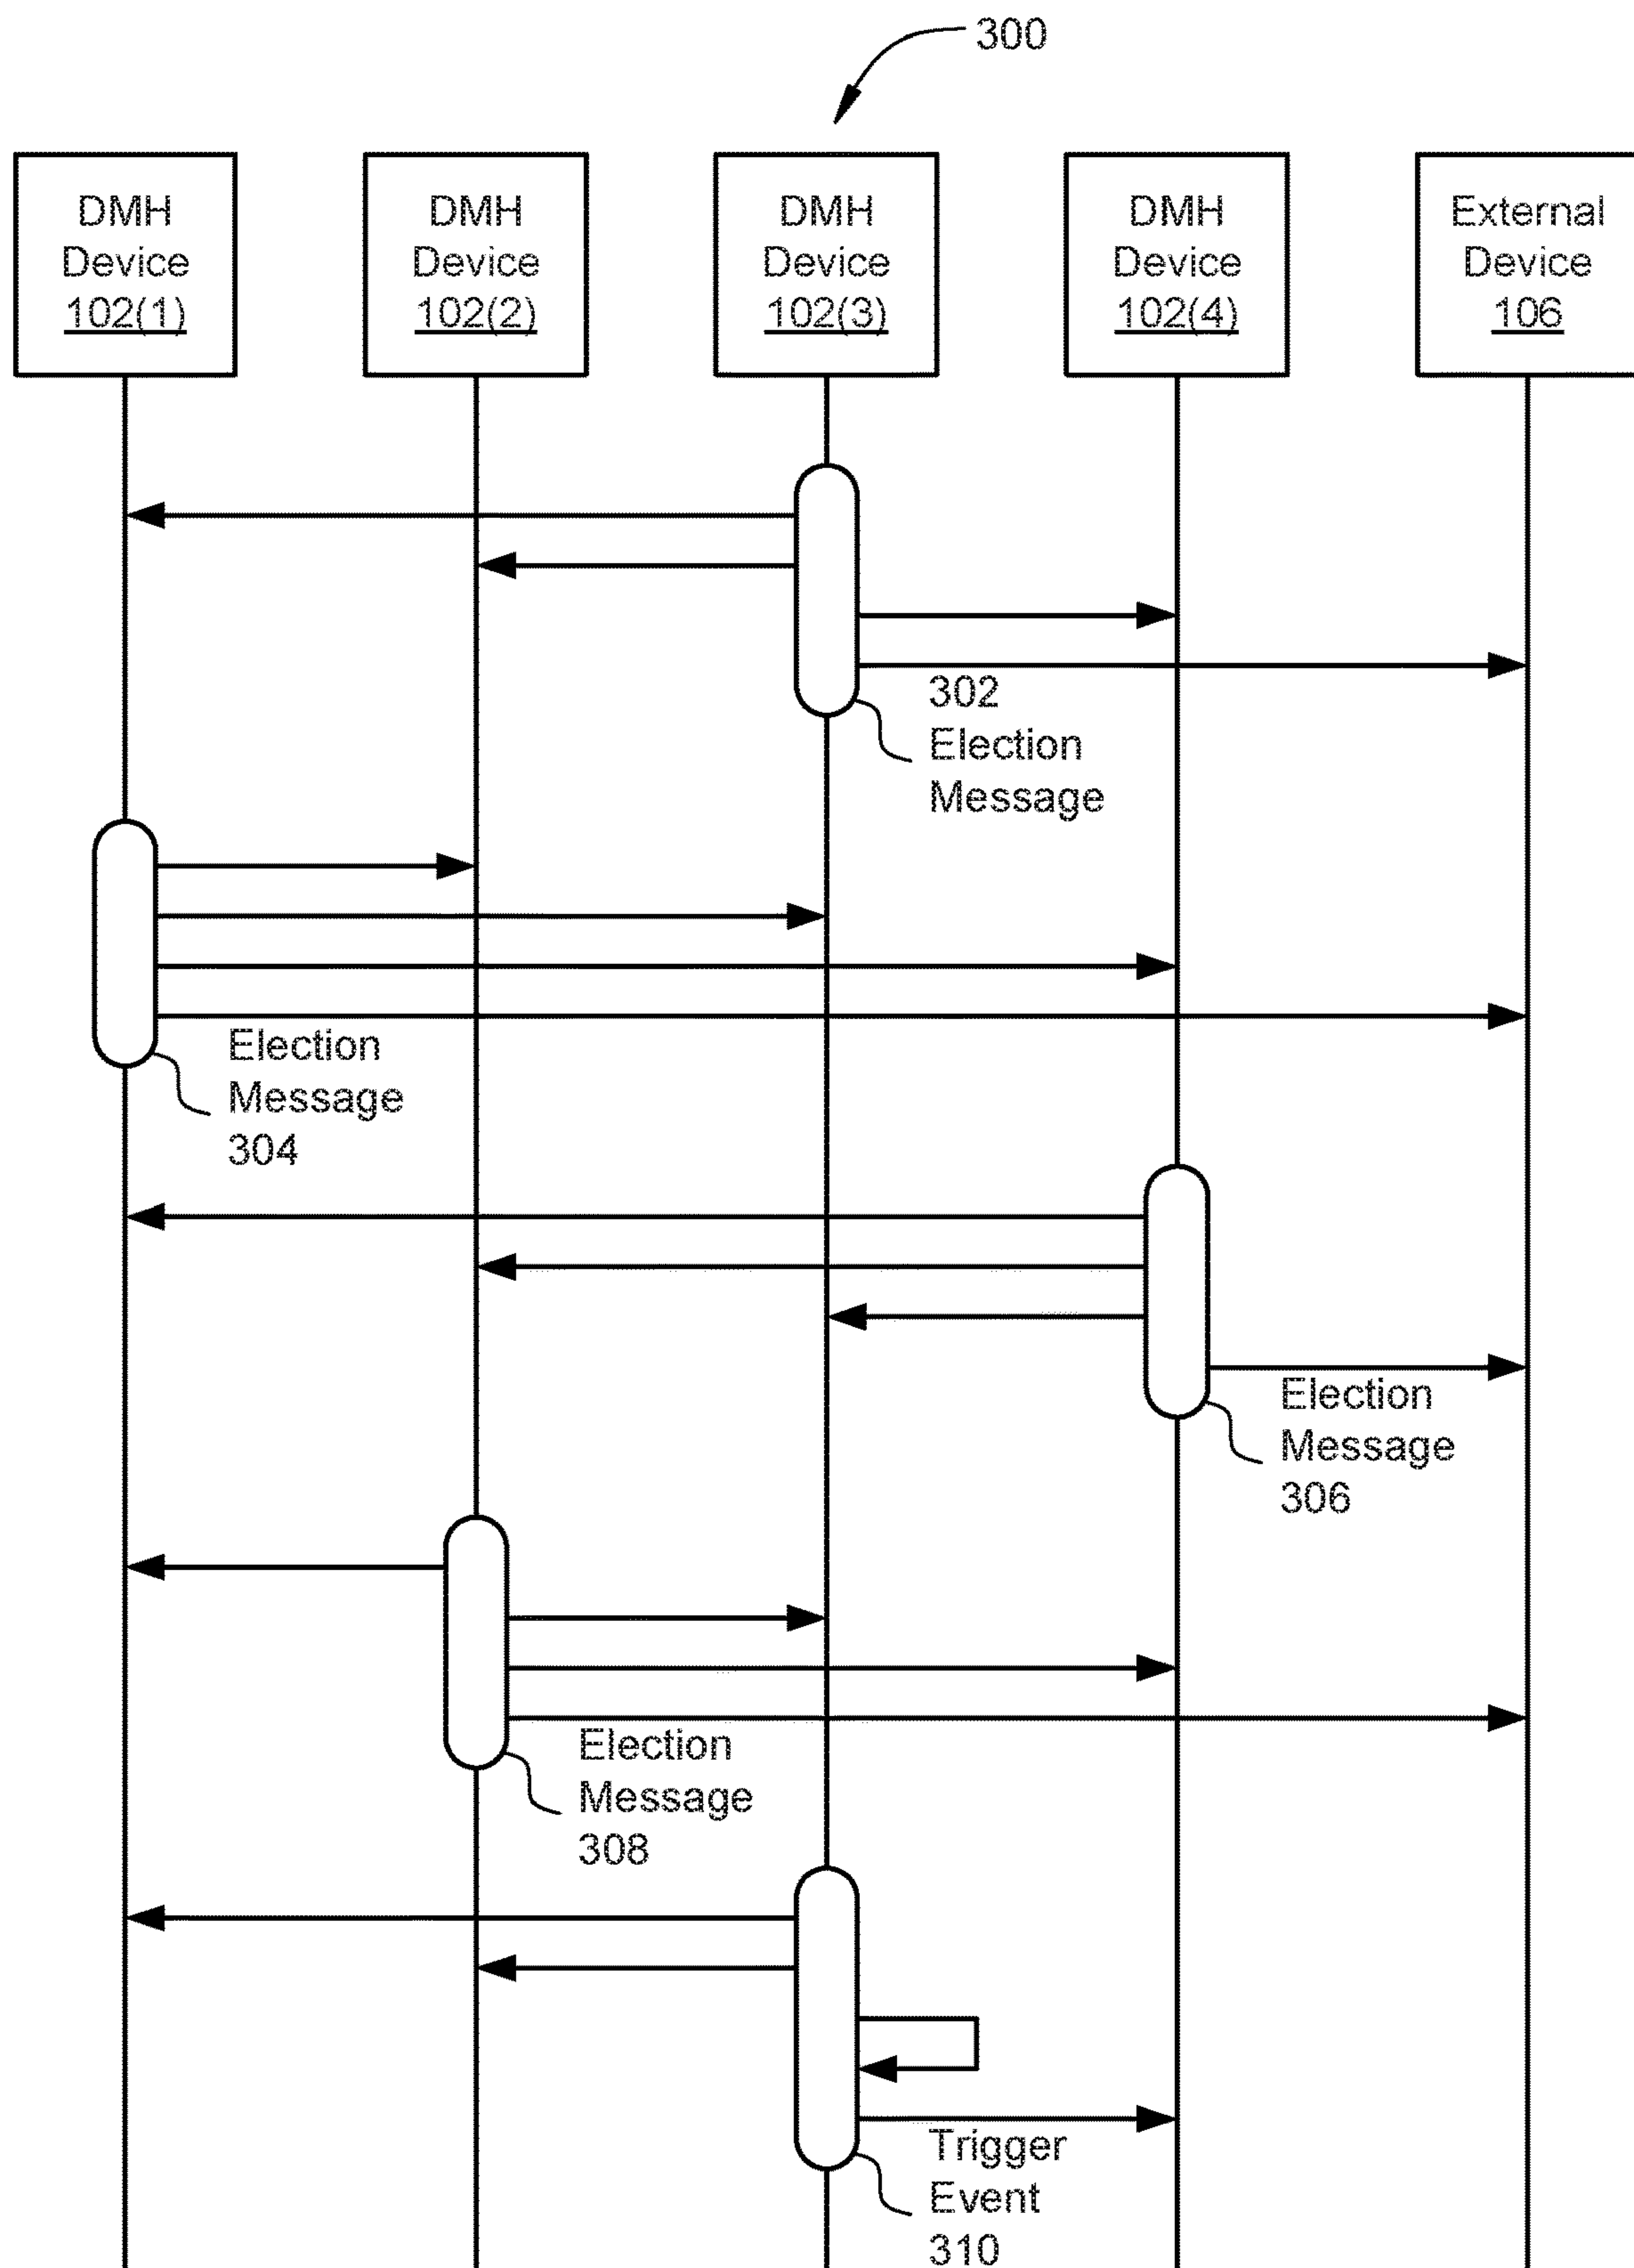 300
DMH
Device
102(1)
DMH
Device
102(2)
DMH
Device
102(3)
DMH
Device
102(4)
External
Device
106
302
Election
Message
Election
Message
304
Election
Message
306
Election
Message
308
Trigger
Event
310